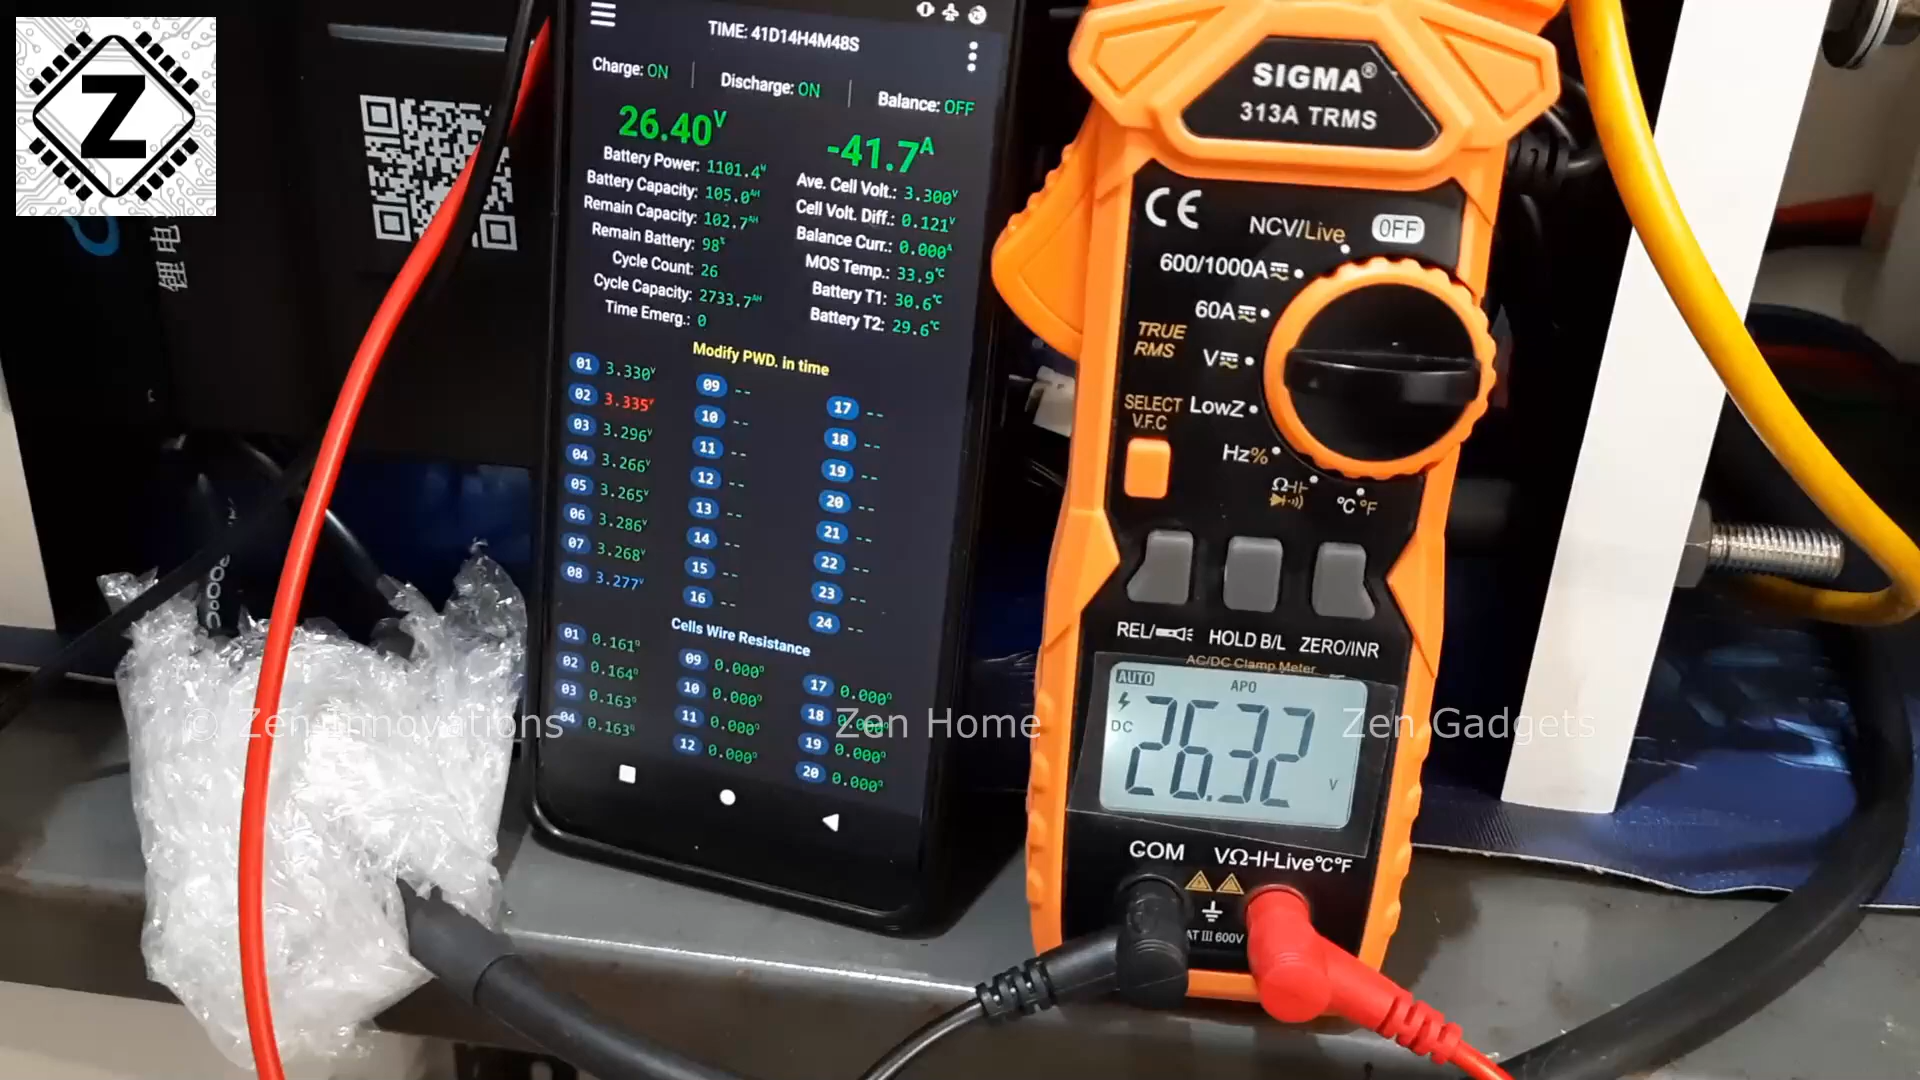 Z
锂电
TIME: 41D14H4M48S
Charge: ON
Discharge: ON
Balance: OFF
26.40V
-41.7A
Battery Power: 1101.4W
Battery Capacity: 105.0AH
Remain Capacity: 102.7AH
Remain Battery: 98%
Cycle Count: 26
Cycle Capacity: 2733.7AH
Time Emerg.: 0
Ave. Cell Volt.: 3.300V
Cell Volt. Diff.: 0.121V
Balance Curr.: 0.000A
MOS Temp.: 33.9℃
Battery T1: 30.6℃
Battery T2: 29.6℃
Modify PWD. in time
01 3.330V
02 3.335V
03 3.296V
04 3.266V
05 3.265V
06 3.286V
07 3.268V
08 3.277V
09 --
10 --
11 --
12 --
13 --
14 --
15 --
16 --
17 --
18 --
19 --
20 --
21 --
22 --
23 --
24 --
Cells Wire Resistance
01 0.161Ω
02 0.164Ω
03 0.163Ω
04 0.163Ω
09 0.000Ω
10 0.000Ω
11 0.000Ω
12 0.000Ω
17 0.000Ω
18 0.000Ω
19 0.000Ω
20 0.000Ω
SIGMA®
313A TRMS
CE
NCV/Live
OFF
600/1000A
60A
TRUE
RMS
V
SELECT
V.F.C
LowZ
Hz%
Ω
°C °F
REL/
HOLD B/L
ZERO/INR
AC/DC Clamp Meter
AUTO
APO
DC
26.32
V
COM
VΩLive°C°F
AT III 600V
© Zen Innovations
Zen Home
Zen Gadgets